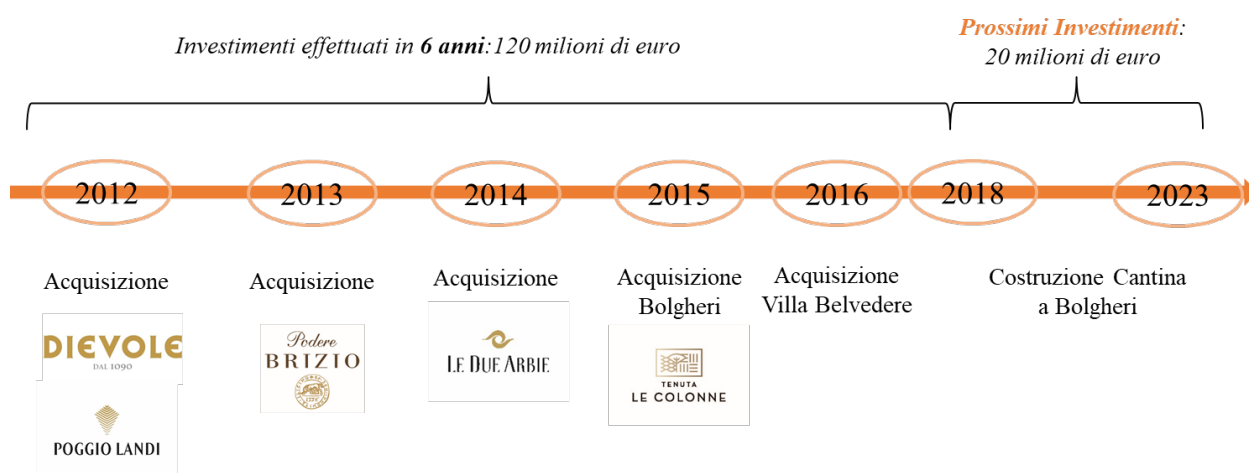 Investimenti effettuati in 6 anni: 120 milioni di euro
Prossimi Investimenti:
20 milioni di euro
2012
2013
2014
2015
2016
2018
2023
Acquisizione
DIEVOLE
DAL 1090
POGGIO LANDI
Acquisizione
Podere
BRIZIO
Acquisizione
LE DUE ARBIE
Acquisizione
Bolgheri
TENUTA
LE COLONNE
Acquisizione
Villa Belvedere
Costruzione Cantina
a Bolgheri